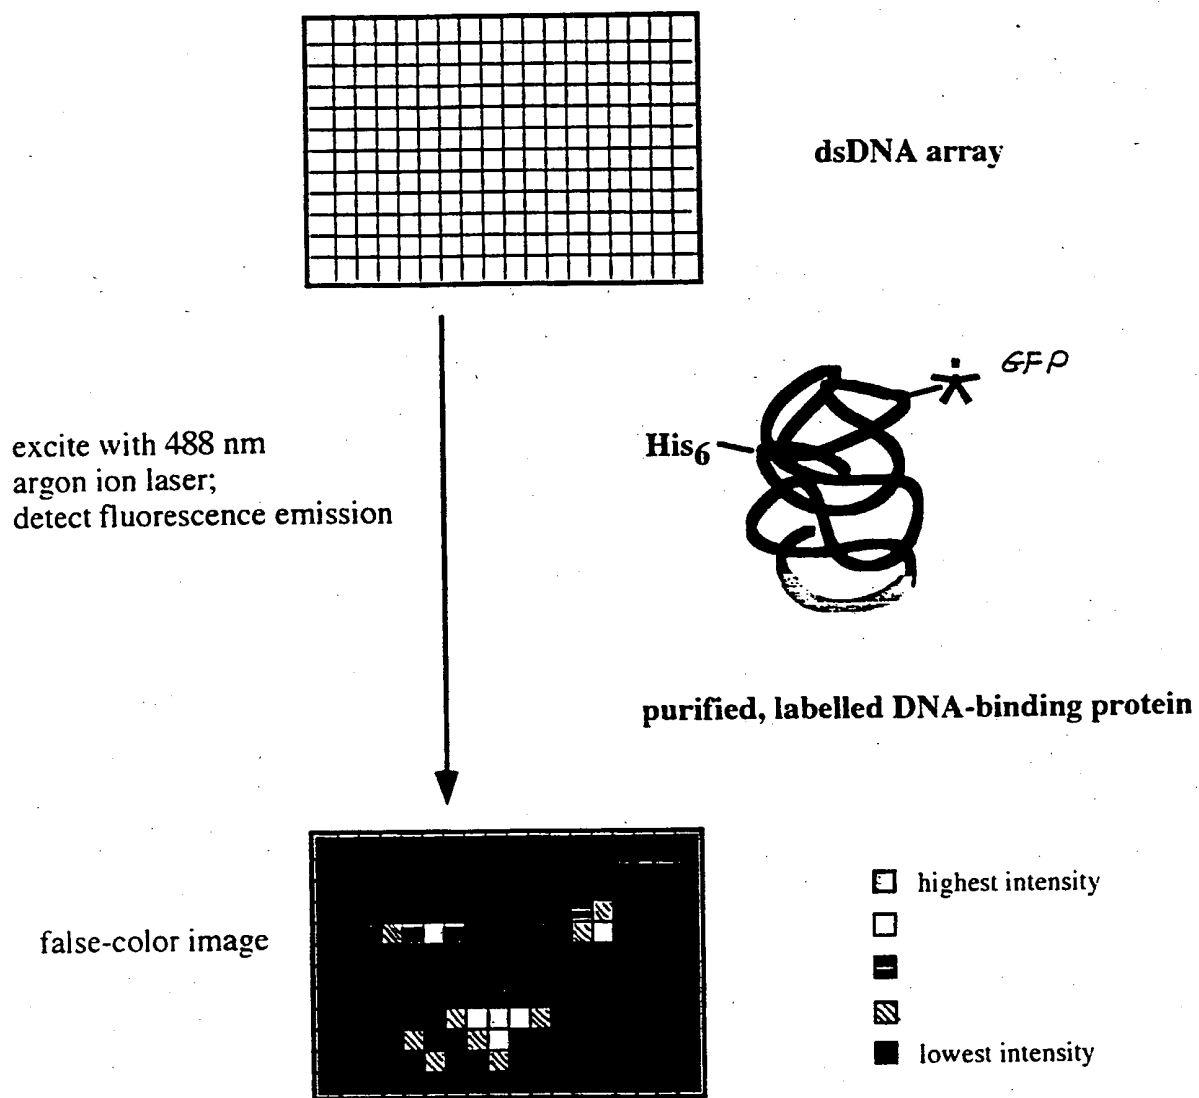 dsDNA array
GFP
His6
excite with 488 nm
argon ion laser;
detect fluorescence emission
purified, labelled DNA-binding protein
false-color image
highest intensity
lowest intensity